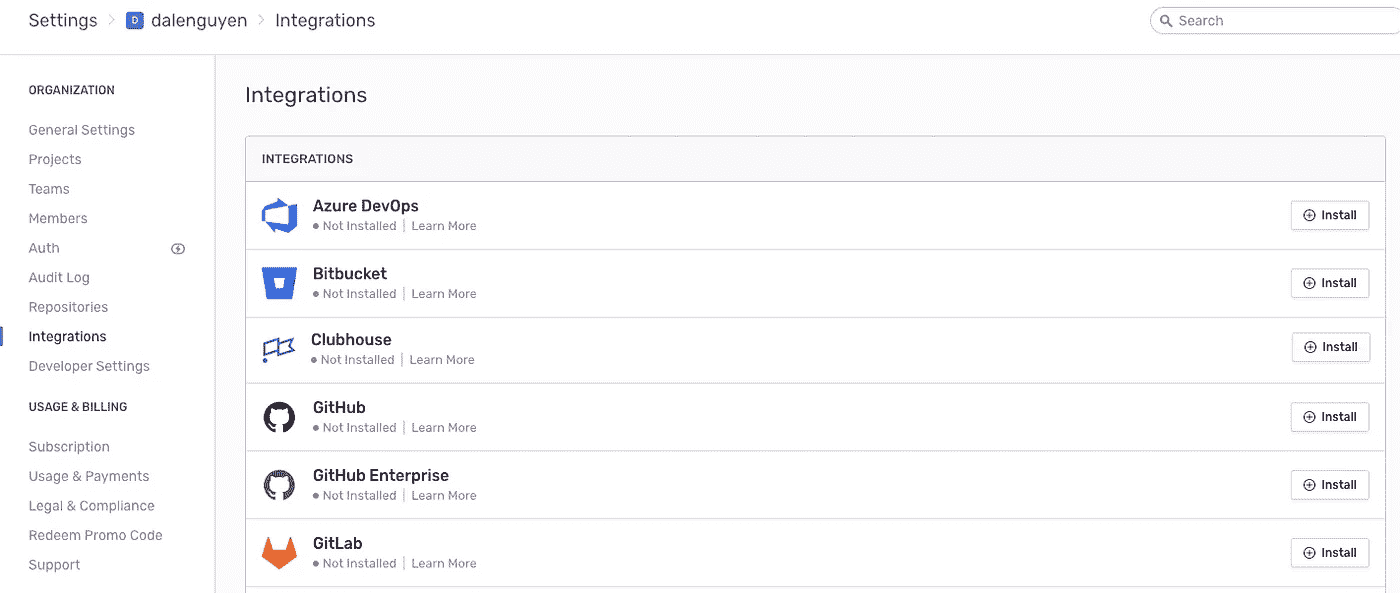 Settings > D dalenguyen > Integrations
Search
ORGANIZATION
General Settings
Projects
Teams
Members
Auth
Audit Log
Repositories
Integrations
Developer Settings
USAGE & BILLING
Subscription
Usage & Payments
Legal & Compliance
Redeem Promo Code
Support
Integrations
INTEGRATIONS
Azure DevOps
Not Installed | Learn More
Install
Bitbucket
Not Installed | Learn More
Install
Clubhouse
Not Installed | Learn More
Install
GitHub
Not Installed | Learn More
Install
GitHub Enterprise
Not Installed | Learn More
Install
GitLab
Not Installed | Learn More
Install